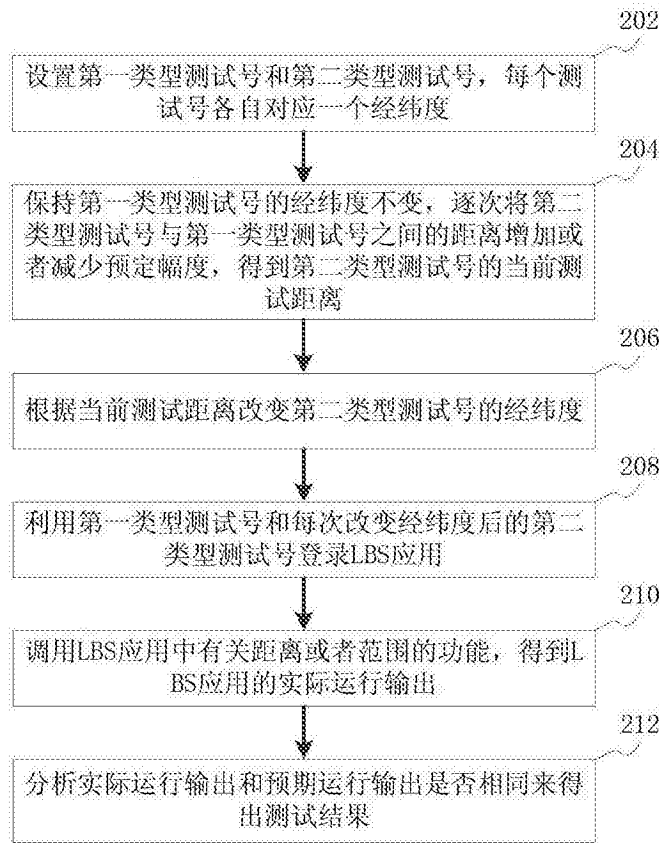 202
设置第一类型测试号和第二类型测试号，每个测
试号各自对应一个经纬度
204
保持第一类型测试号的经纬度不变，逐次将第二
类型测试号与第一类型测试号之间的距离增加或
者减少预定幅度，得到第二类型测试号的当前测
试距离
206
根据当前测试距离改变第二类型测试号的经纬度
208
利用第一类型测试号和每次改变经纬度后的第二
类型测试号登录LBS应用
210
调用LBS应用中有关距离或者范围的功能，得到L
BS应用的实际运行输出
212
分析实际运行输出和预期运行输出是否相同来得
出测试结果